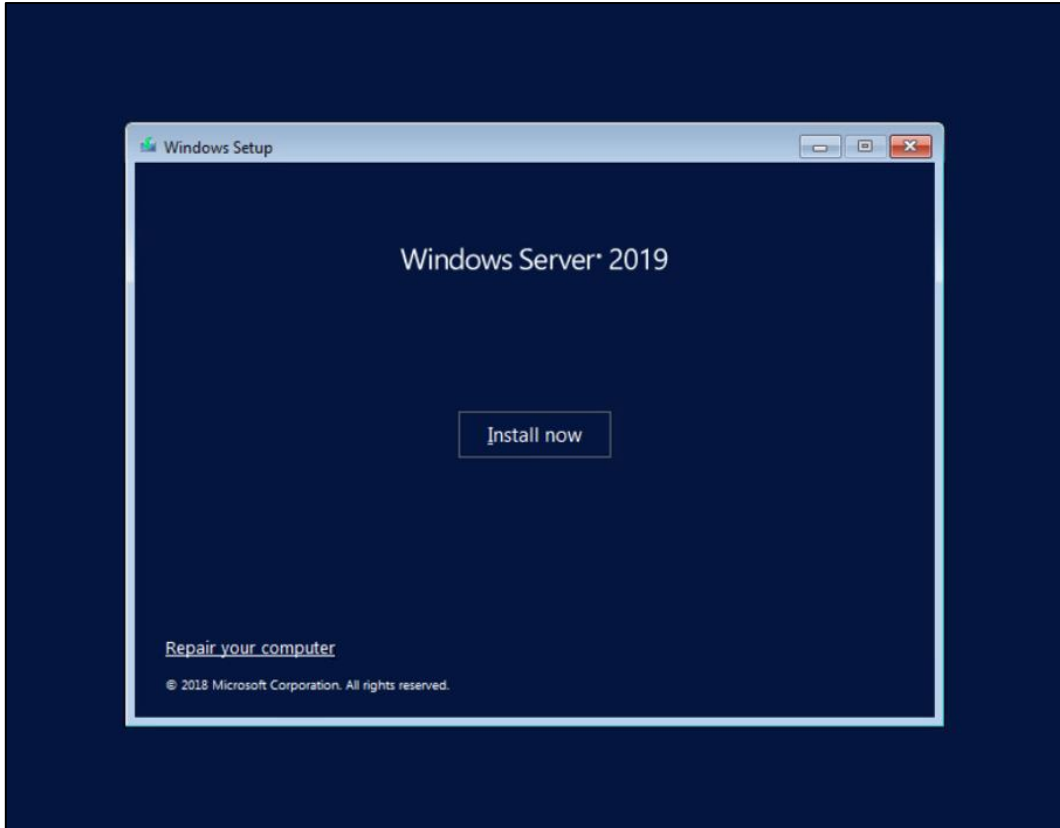 Windows Setup
Windows Server® 2019
Install now
Repair your computer
© 2018 Microsoft Corporation. All rights reserved.